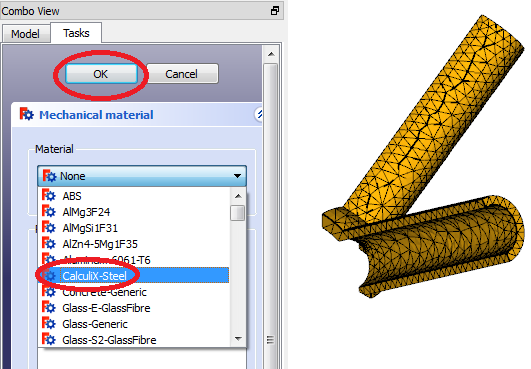 Combo View
Model
Tasks
OK
Cancel
Mechanical material
Material
None
ABS
AlMg3F24
AlMgSi1F31
AlZn4-5Mg1F35
Aluminum-6061-T6
CalculiX-Steel
Concrete-Generic
Glass-E-GlassFibre
Glass-Generic
Glass-S2-GlassFibre